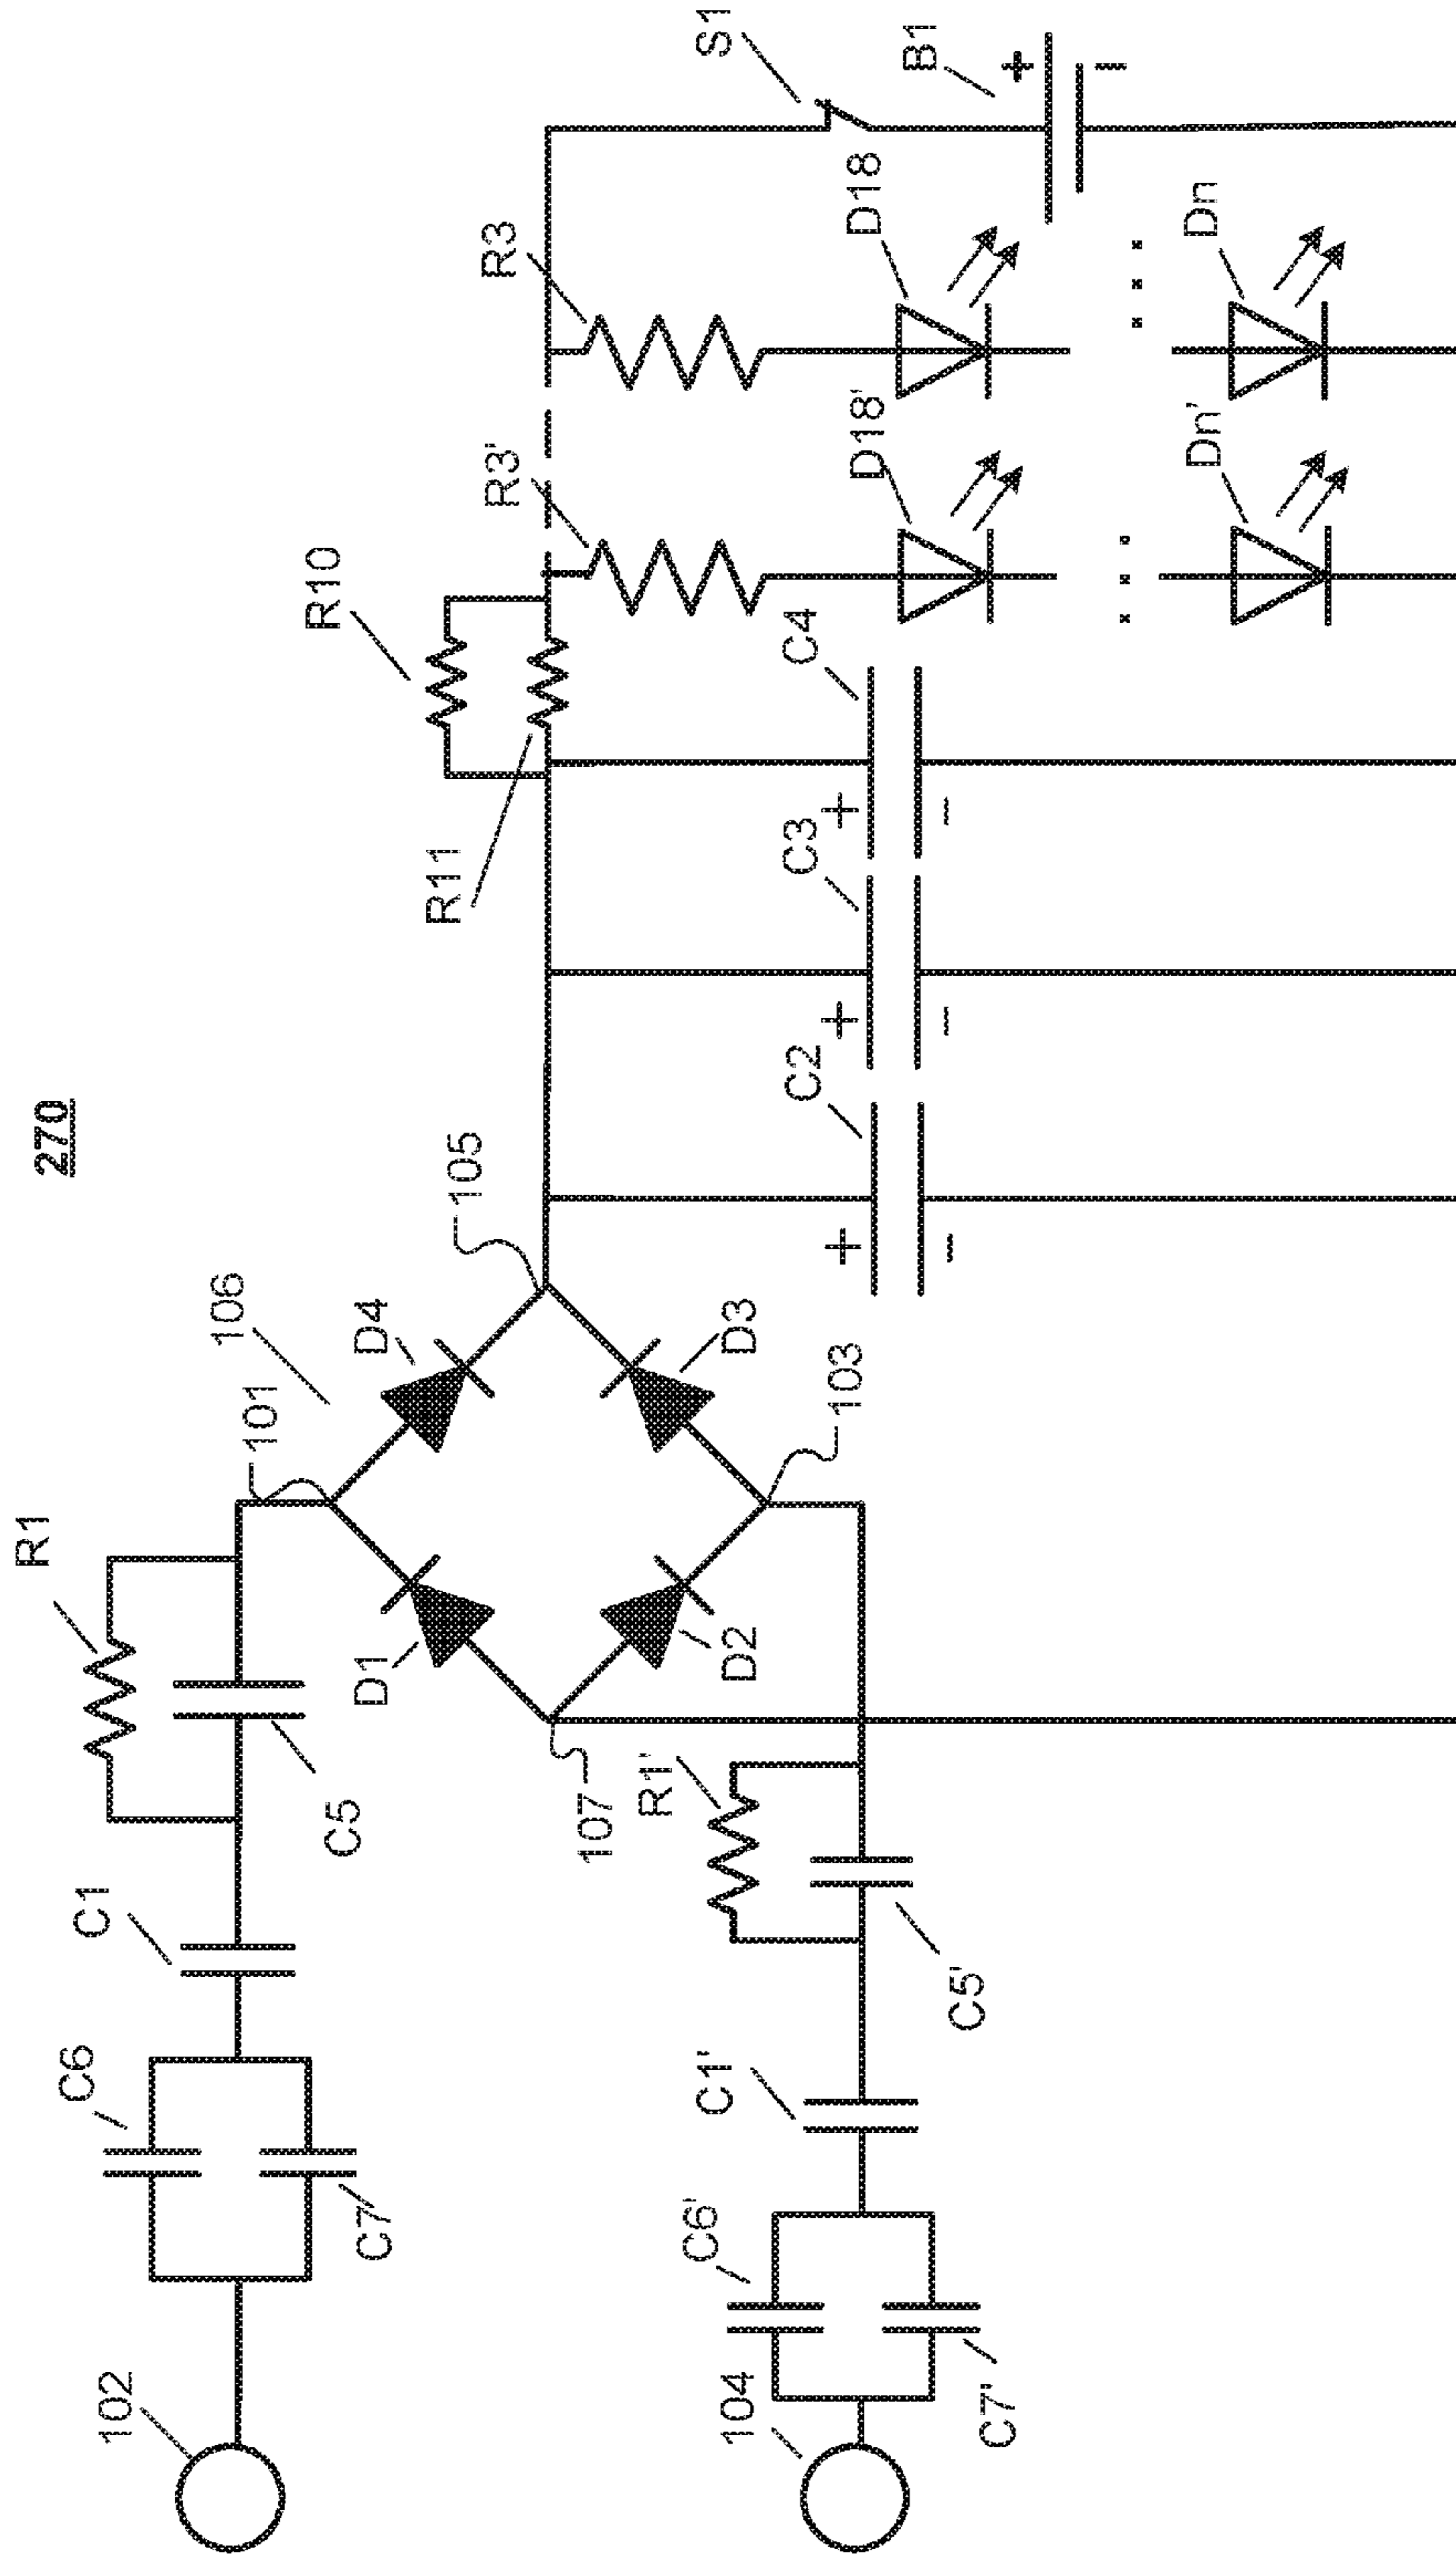 270
102
C6
C7
C1
R1
C5
101
106
D4
D1
105
D3
D2
103
107
R1'
C5'
C1'
C6'
C7'
104
R10
R11
R3'
R3
S1
B1
+
-
C2
+
-
C3
+
-
C4
+
-
D18'
D18
Dn'
Dn